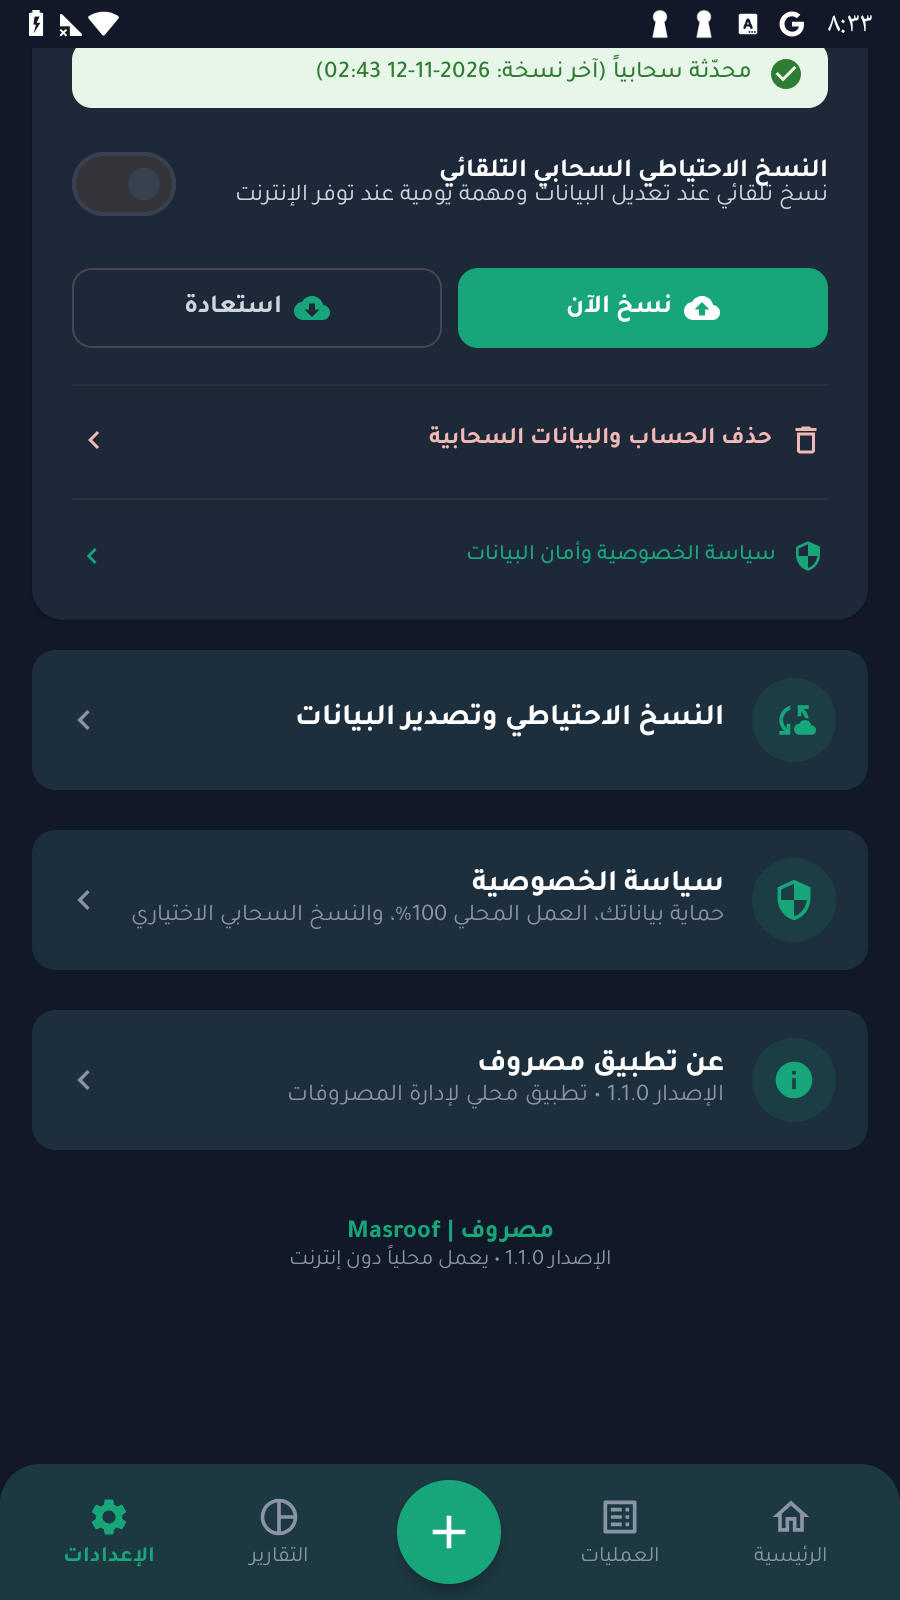 ٨:٣٣
محدّثة سحابياً (آخر نسخة: 2026-11-12 02:43)
النسخ الاحتياطي السحابي التلقائي
نسخ تلقائي عند تعديل البيانات ومهمة يومية عند توفر الإنترنت
نسخ الآن
استعادة
حذف الحساب والبيانات السحابية
سياسة الخصوصية وأمان البيانات
النسخ الاحتياطي وتصدير البيانات
سياسة الخصوصية
حماية بياناتك، العمل المحلي 100%، والنسخ السحابي الاختياري
عن تطبيق مصروف
الإصدار 1.1.0 • تطبيق محلي لإدارة المصروفات
مصروف | Masroof
الإصدار 1.1.0 • يعمل محلياً دون إنترنت
الرئيسية
العمليات
التقارير
الإعدادات